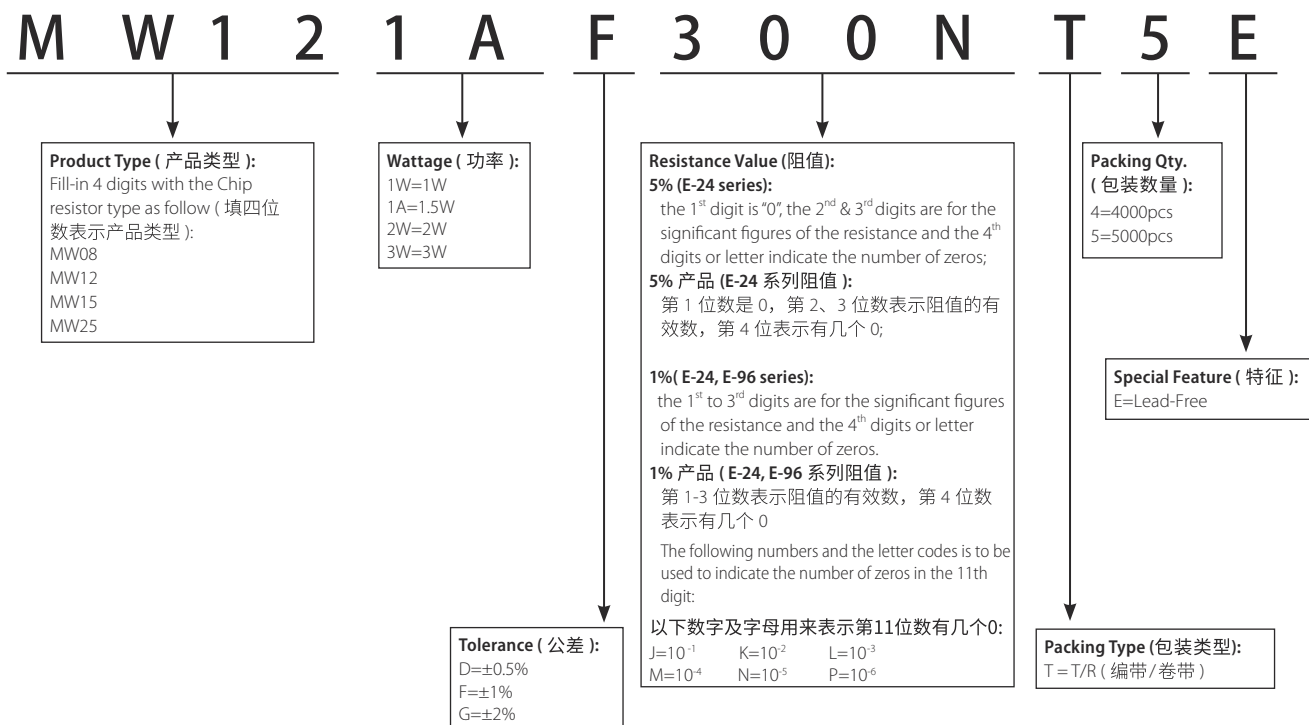 M W 1 2 1 A F 3 0 0 N T 5 E
Product Type ( 产品类型 ):
Fill-in 4 digits with the Chip
resistor type as follow ( 填四位
数表示产品类型 ):
MW08
MW12
MW15
MW25
Wattage ( 功率 ):
1W=1W
1A=1.5W
2W=2W
3W=3W
Resistance Value (阻值):
5% (E-24 series):
the 1st digit is “0”, the 2nd & 3rd digits are for the
significant figures of the resistance and the 4th
digits or letter indicate the number of zeros;
5% 产品 (E-24 系列阻值 ):
第 1 位数是 0，第 2、3 位数表示阻值的有
效数，第 4 位表示有几个 0;
1%( E-24, E-96 series):
the 1st to 3rd digits are for the significant figures
of the resistance and the 4th digits or letter
indicate the number of zeros.
1% 产品 ( E-24, E-96 系列阻值 ):
第 1-3 位数表示阻值的有效数，第 4 位数
表示有几个 0
The following numbers and the letter codes is to be
used to indicate the number of zeros in the 11th
digit:
以下数字及字母用来表示第11位数有几个0:
J=10-1 K=10-2 L=10-3
M=10-4 N=10-5 P=10-6
Packing Qty.
( 包装数量 ):
4=4000pcs
5=5000pcs
Special Feature ( 特征 ):
E=Lead-Free
Tolerance ( 公差 ):
D=±0.5%
F=±1%
G=±2%
Packing Type (包装类型):
T = T/R ( 编带/卷带 )